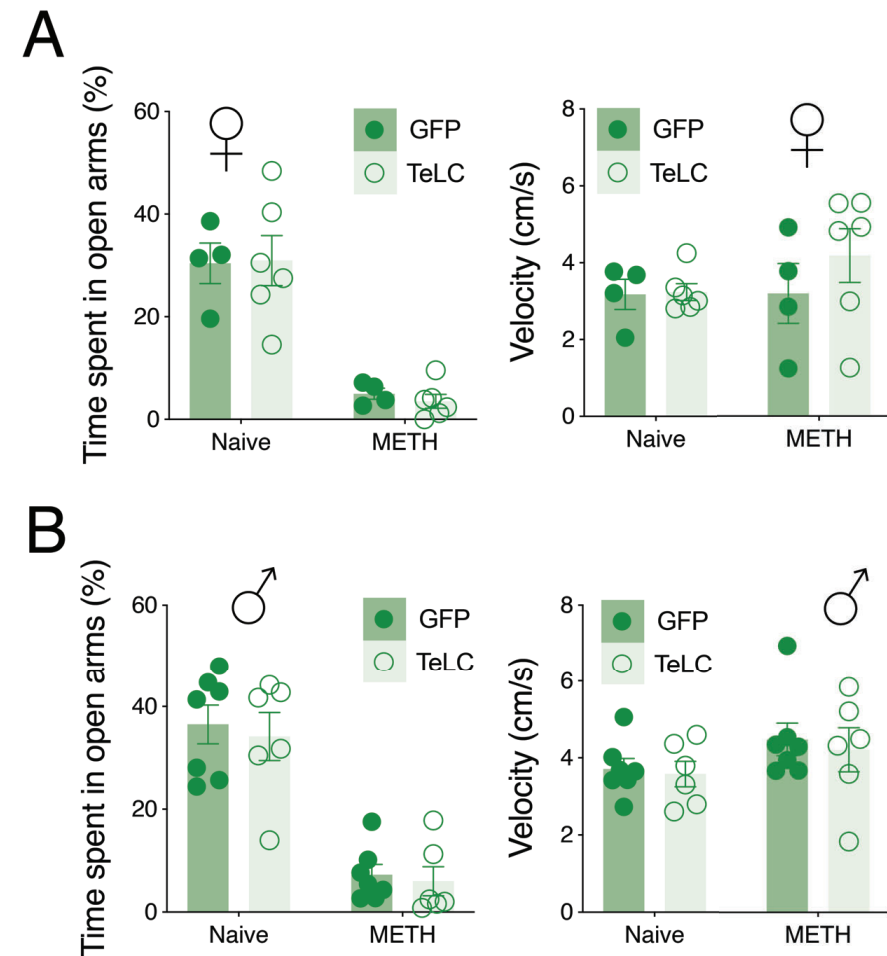 A
Time spent in open arms (%)
60
40
20
0
♀
GFP
TeLC
Naive
METH
Velocity (cm/s)
8
6
4
2
0
GFP
TeLC
♀
Naive
METH
B
Time spent in open arms (%)
60
40
20
0
♂
GFP
TeLC
Naive
METH
Velocity (cm/s)
8
6
4
2
0
GFP
TeLC
♂
Naive
METH